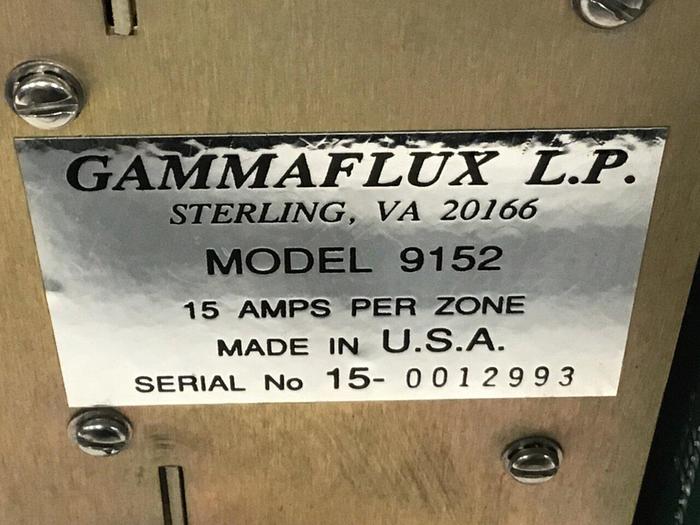 GAMMAFLUX L.P.
STERLING, VA 20166
MODEL 9152
15 AMPS PER ZONE
MADE IN U.S.A.
SERIAL No 15- 0012993